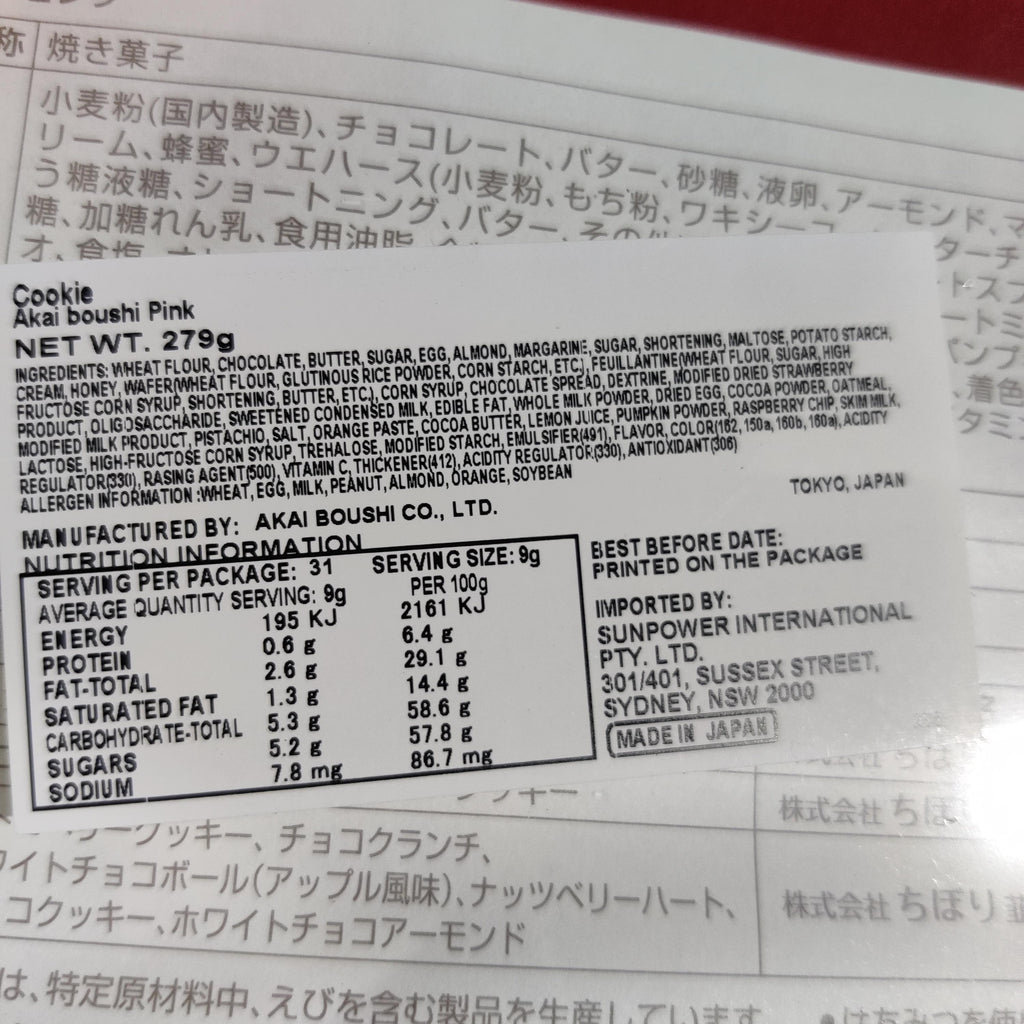 称 焼き菓子
小麦粉(国内製造)、チョコレート、バター、砂糖、液卵、アーモンド、マ
リーム、蜂蜜、ウエハース(小麦粉、もち粉、ワキシーコ
ターチ
う糖液糖、ショートニング、バター、その他
トスプ
糖、加糖れん乳、食用油脂
ートミ
オ、食塩
パンプ
、着色
タミン
Cookie
Akai boushi Pink
NET WT. 279g
INGREDIENTS: WHEAT FLOUR, CHOCOLATE, BUTTER, SUGAR, EGG, ALMOND, MARGARINE, SUGAR, SHORTENING, MALTOSE, POTATO STARCH,
CREAM, HONEY, WAFER(WHEAT FLOUR, GLUTINOUS RICE POWDER, CORN STARCH, ETC), FEUILLANTINE(WHEAT FLOUR, SUGAR, HIGH
FRUCTOSE CORN SYRUP, SHORTENING, BUTTER, ETC), CORN SYRUP, CHOCOLATE SPREAD, DEXTRINE, MODIFIED DRIED STRAWBERRY
PRODUCT, OLIGOSACCHARIDE, SWEETENED CONDENSED MILK, EDIBLE FAT, WHOLE MILK POWDER, DRIED EGG, COCOA POWDER, OATMEAL,
MODIFIED MILK PRODUCT, PISTACHIO, SALT, ORANGE PASTE, COCOA BUTTER, LEMON JUICE, PUMPKIN POWDER, RASPBERRY CHIP, SKIM MILK,
LACTOSE, HIGH-FRUCTOSE CORN SYRUP, TREHALOSE, MODIFIED STARCH, EMULSIFIER(491), FLAVOR, COLOR(162, 150a, 160b, 160a), ACIDITY
REGULATOR(330), RASING AGENT(500), VITAMIN C, THICKENER(412), ACIDITY REGULATOR(330), ANTIOXIDANT(306)
ALLERGEN INFORMATION :WHEAT, EGG, MILK, PEANUT, ALMOND, ORANGE, SOYBEAN
TOKYO, JAPAN
MANUFACTURED BY: AKAI BOUSHI CO., LTD.
NUTRITION INFORMATION
SERVING PER PACKAGE: 31 SERVING SIZE: 9g
AVERAGE QUANTITY SERVING: 9g PER 100g
ENERGY 195 KJ 2161 KJ
PROTEIN 0.6 g 6.4 g
FAT-TOTAL 2.6 g 29.1 g
SATURATED FAT 1.3 g 14.4 g
CARBOHYDRATE-TOTAL 5.3 g 58.6 g
SUGARS 5.2 g 57.8 g
SODIUM 7.8 mg 86.7 mg
BEST BEFORE DATE:
PRINTED ON THE PACKAGE
IMPORTED BY:
SUNPOWER INTERNATIONAL
PTY. LTD.
301/401, SUSSEX STREET,
SYDNEY, NSW 2000
MADE IN JAPAN
株式会社 ちぼ
クッキー、チョコクランチ、
ワイトチョコボール(アップル風味)、ナッツベリーハート、
コクッキー、ホワイトチョコアーモンド
株式会社 ちぼり
は、特定原材料中、えびを含む製品を生産しています ●はちみつを使